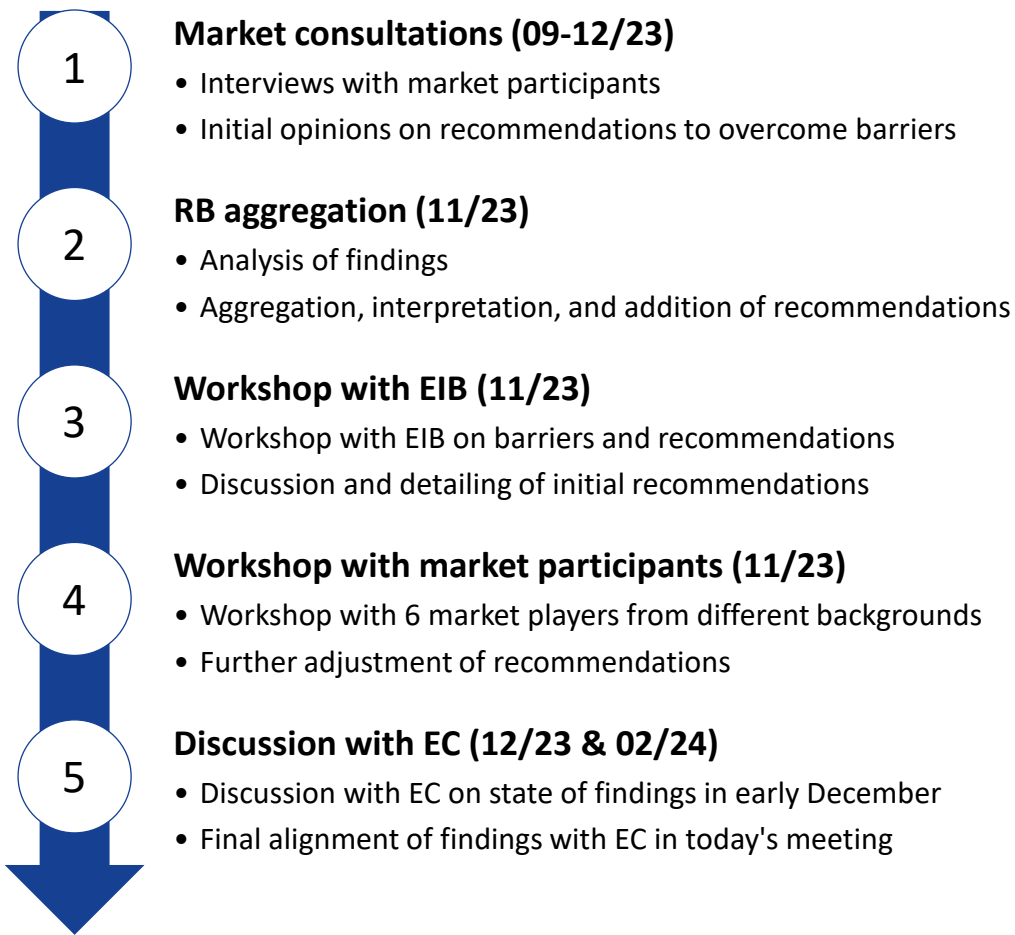 1
Market consultations (09-12/23)
• Interviews with market participants
• Initial opinions on recommendations to overcome barriers
2
RB aggregation (11/23)
• Analysis of findings
• Aggregation, interpretation, and addition of recommendations
3
Workshop with EIB (11/23)
• Workshop with EIB on barriers and recommendations
• Discussion and detailing of initial recommendations
4
Workshop with market participants (11/23)
• Workshop with 6 market players from different backgrounds
• Further adjustment of recommendations
5
Discussion with EC (12/23 & 02/24)
• Discussion with EC on state of findings in early December
• Final alignment of findings with EC in today's meeting